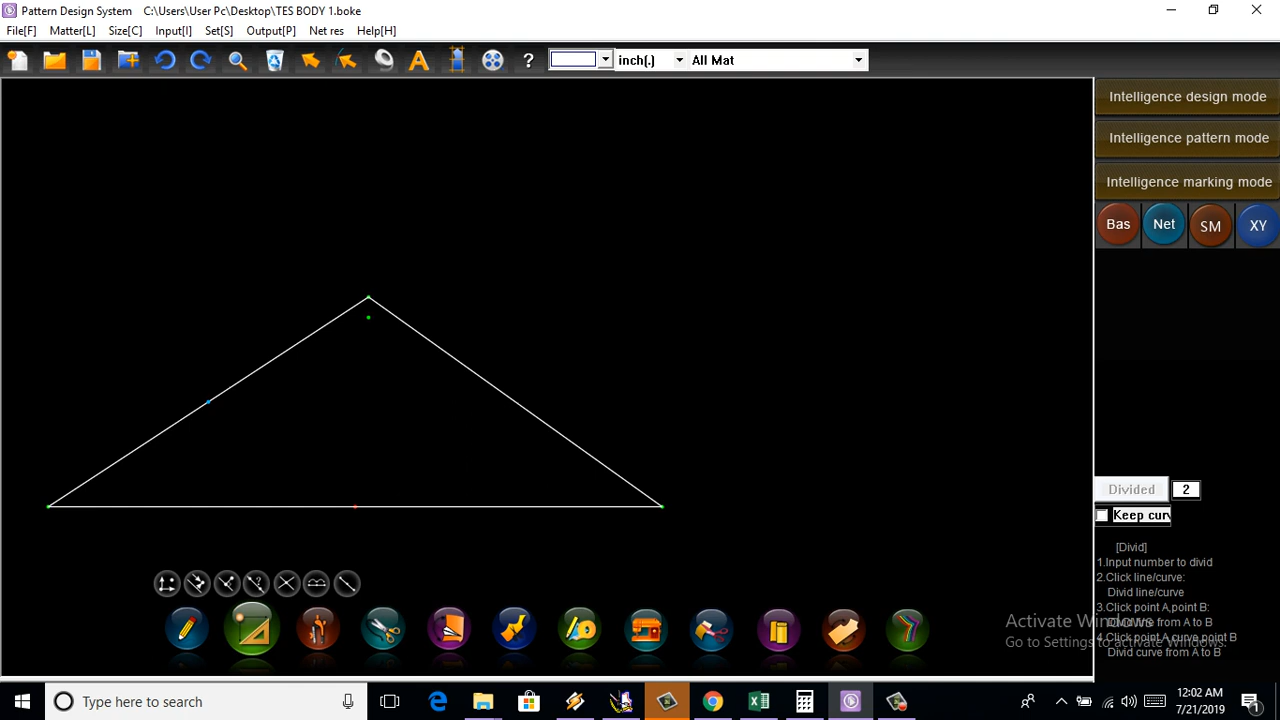 Pattern Design System C:\Users\User Pc\Desktop\TES BODY 1.boke
File[F] Matter[L] Size[C] Input[I] Set[S] Output[P] Net res Help[H]
A ? inch(.) All Mat
Intelligence design mode
Intelligence pattern mode
Intelligence marking mode
Bas Net SM XY
Divided 2
Keep curv
[Divid]
1.Input number to divid
2.Click line/curve:
Divid line/curve
3.Click point A,point B:
Divid line from A to B
4.Click point A,curve,point B
Divid curve from A to B
Activate Windows
Go to Settings to activate Windows.
Type here to search
12:02 AM
7/21/2019
1